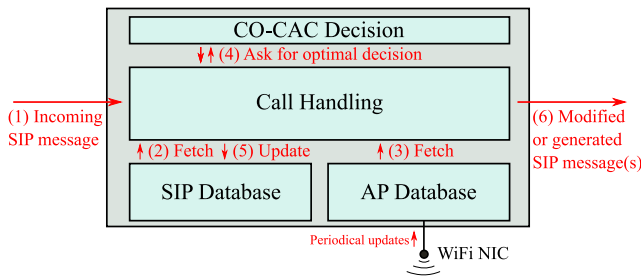 CO-CAC Decision
(4) Ask for optimal decision
(1) Incoming
SIP message
Call Handling
(6) Modified
or generated
SIP message(s)
(2) Fetch
(5) Update
(3) Fetch
SIP Database
AP Database
Periodical updates
WiFi NIC